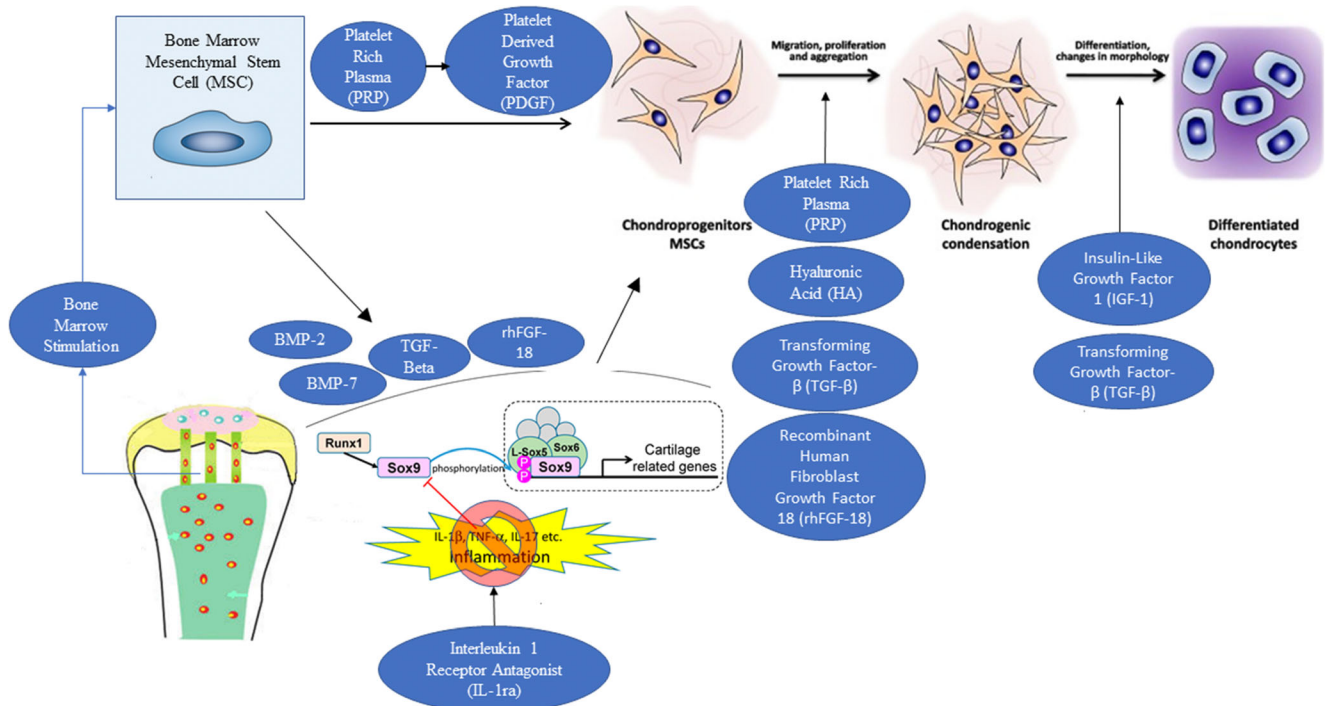 Bone Marrow
Mesenchymal Stem
Cell (MSC)
Platelet
Rich
Plasma
(PRP)
Platelet
Derived
Growth
Factor
(PDGF)
Migration, proliferation
and aggregation
Differentiation,
changes in morphology
Chondroprogenitors
MSCs
Chondrogenic
condensation
Differentiated
chondrocytes
Platelet Rich
Plasma
(PRP)
Hyaluronic
Acid (HA)
Transforming
Growth Factor-
β (TGF-β)
Recombinant
Human
Fibroblast
Growth Factor
18 (rhFGF-18)
Insulin-Like
Growth Factor
1 (IGF-1)
Transforming
Growth Factor-
β (TGF-β)
Bone
Marrow
Stimulation
BMP-2
BMP-7
TGF-
Beta
rhFGF-
18
Runx1
Sox9
phosphorylation
L-Sox5
Sox6
P
P
Sox9
Cartilage
related genes
IL-1β, TNF-α, IL-17 etc.
Inflammation
Interleukin 1
Receptor Antagonist
(IL-1ra)